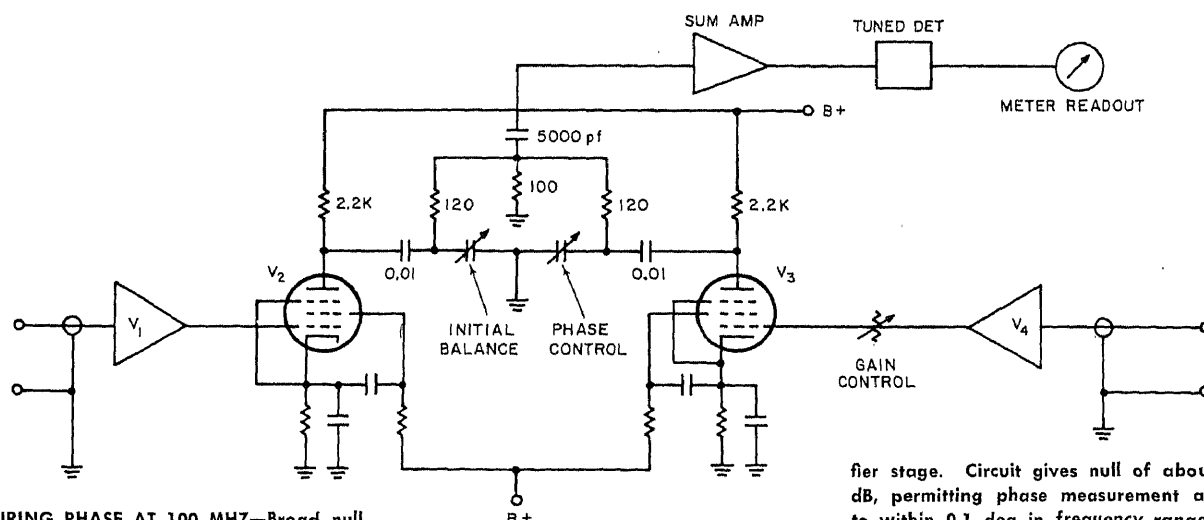 SUM AMP
TUNED DET
METER READOUT
B+
5000 pf
100
2.2K
120
120
2.2K
0.01
0.01
V2
V3
V1
INITIAL BALANCE
PHASE CONTROL
V4
GAIN CONTROL
fier stage. Circuit gives null of abou
dB, permitting phase measurement a
to within 0.1 deg in frequency range
URING PHASE AT 100 MHZ—Broad null
B+